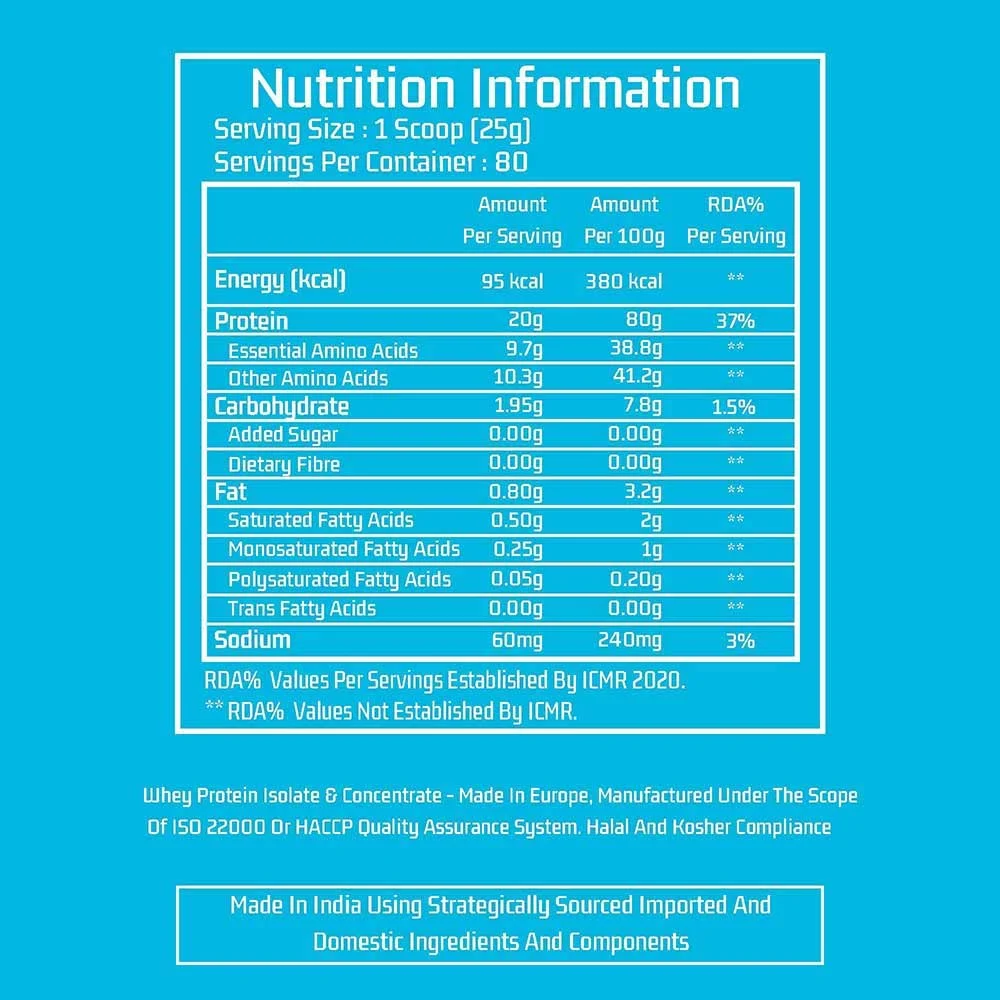 Nutrition Information
Serving Size : 1 Scoop (25g)
Servings Per Container : 80
Amount Per Serving Amount Per 100g RDA% Per Serving
Energy (kcal) 95 kcal 380 kcal **
Protein 20g 80g 37%
Essential Amino Acids 9.7g 38.8g **
Other Amino Acids 10.3g 41.2g **
Carbohydrate 1.95g 7.8g 1.5%
Added Sugar 0.00g 0.00g **
Dietary Fibre 0.00g 0.00g **
Fat 0.80g 3.2g **
Saturated Fatty Acids 0.50g 2g **
Monosaturated Fatty Acids 0.25g 1g **
Polysaturated Fatty Acids 0.05g 0.20g **
Trans Fatty Acids 0.00g 0.00g **
Sodium 60mg 240mg 3%
RDA% Values Per Servings Established By ICMR 2020.
** RDA% Values Not Established By ICMR.
Whey Protein Isolate & Concentrate - Made In Europe, Manufactured Under The Scope
Of ISO 22000 Or HACCP Quality Assurance System. Halal And Kosher Compliance
Made In India Using Strategically Sourced Imported And
Domestic Ingredients And Components